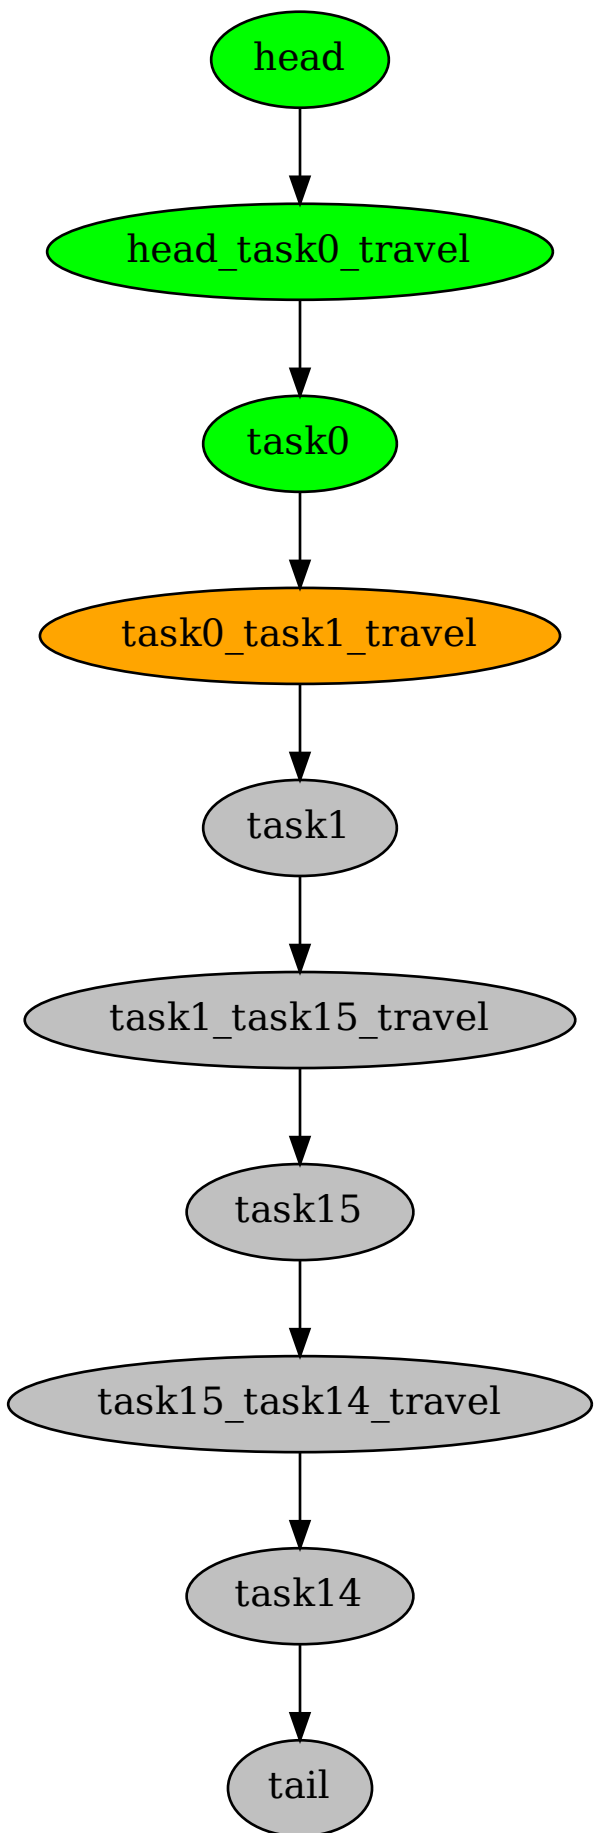 head
head_task0_travel
task0
task0_task1_travel
task1
task1_task15_travel
task15
task15_task14_travel
task14
tail